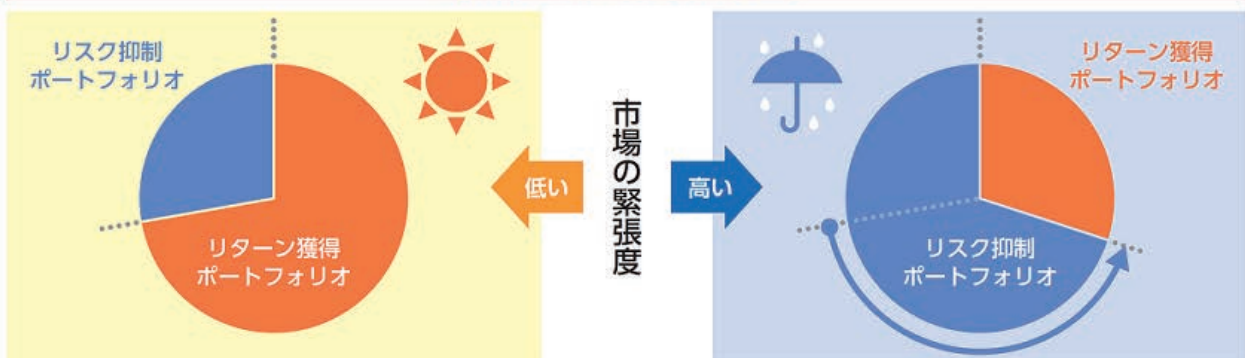 リスク抑制
ポートフォリオ
リターン獲得
ポートフォリオ
低い
市場の緊張度
高い
リターン獲得
ポートフォリオ
リスク抑制
ポートフォリオ